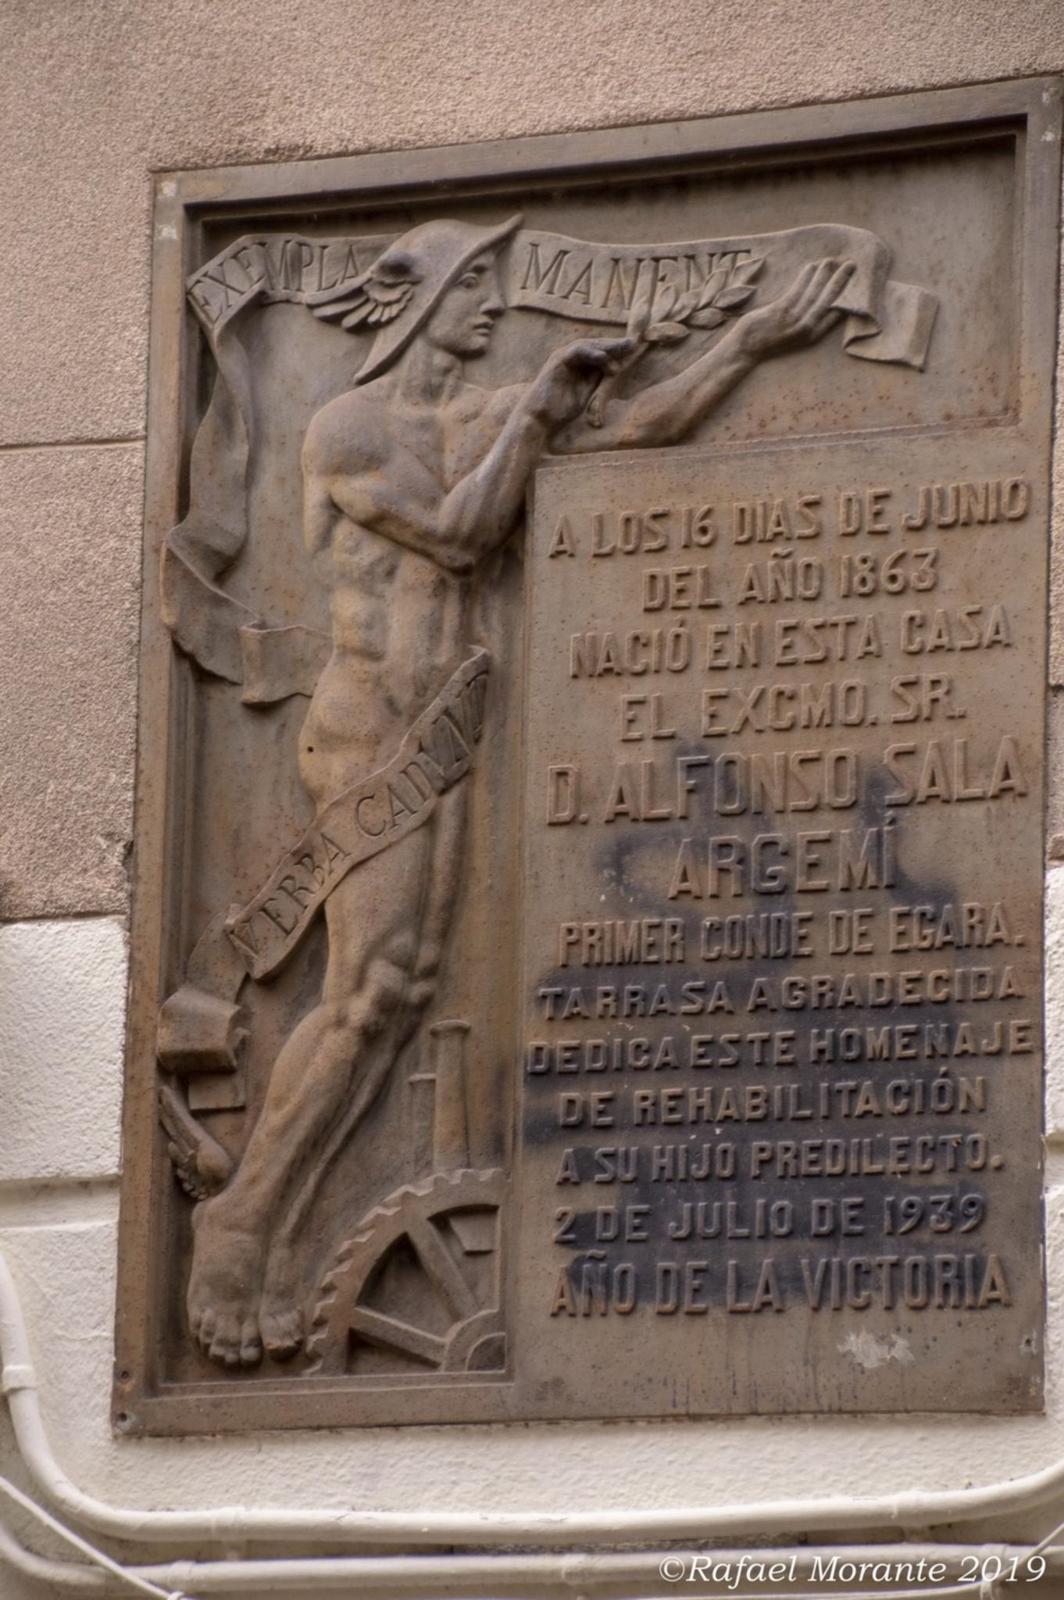 EXEMPLA MANENT
VERBA CADVNT
A LOS 16 DIAS DE JUNIO
DEL AÑO 1863
NACIÓ EN ESTA CASA
EL EXCMO. SR.
D. ALFONSO SALA
ARGEMÍ
PRIMER CONDE DE EGARA.
TARRASA AGRADECIDA
DEDICA ESTE HOMENAJE
DE REHABILITACIÓN
A SU HIJO PREDILECTO.
2 DE JULIO DE 1939
AÑO DE LA VICTORIA
©Rafael Morante 2019